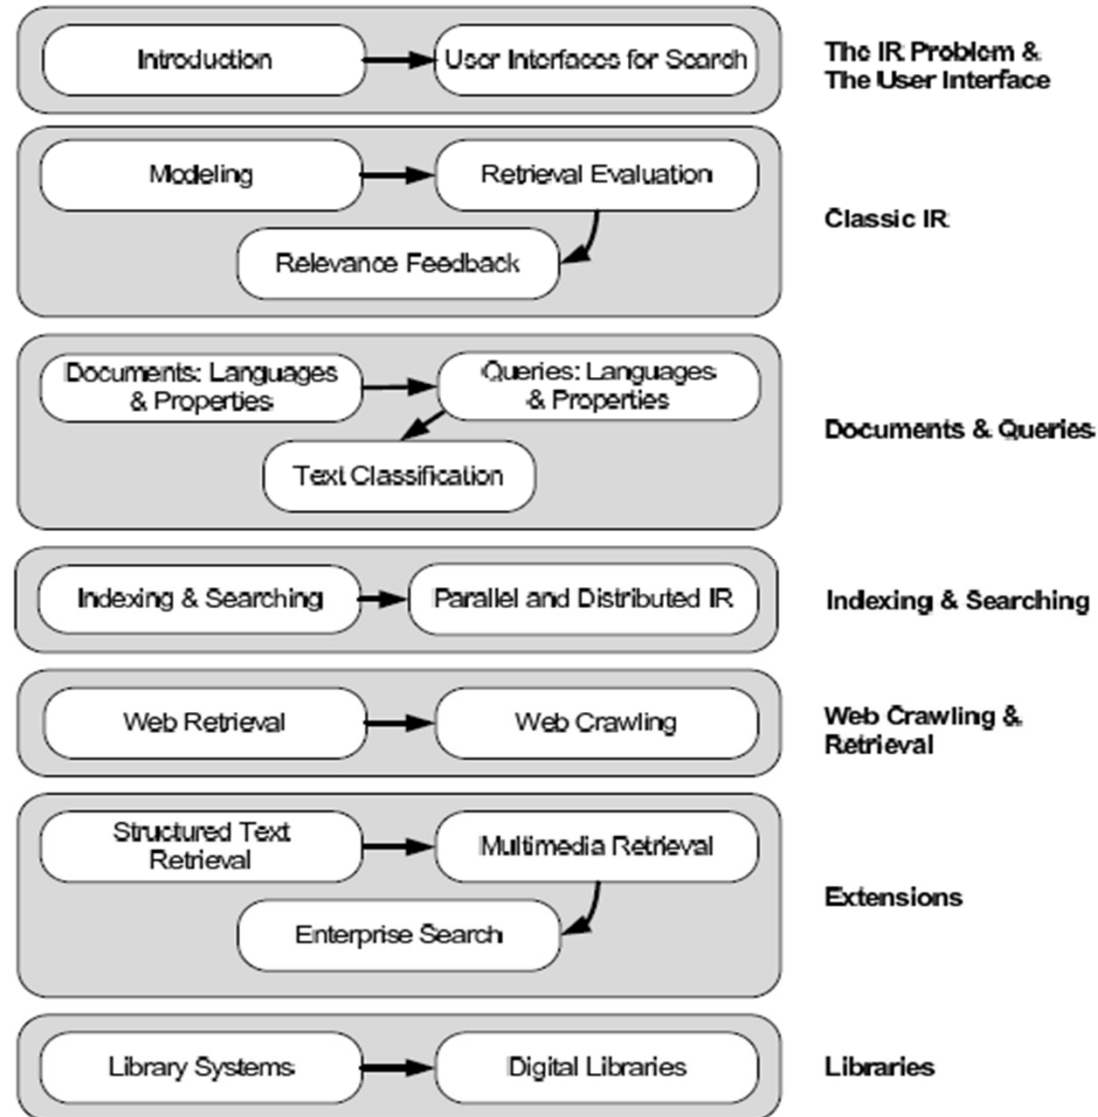 Introduction
User Interfaces for Search
The IR Problem &
The User Interface
Modeling
Retrieval Evaluation
Relevance Feedback
Classic IR
Documents: Languages
& Properties
Queries: Languages
& Properties
Text Classification
Documents & Queries
Indexing & Searching
Parallel and Distributed IR
Indexing & Searching
Web Retrieval
Web Crawling
Web Crawling &
Retrieval
Structured Text
Retrieval
Multimedia Retrieval
Enterprise Search
Extensions
Library Systems
Digital Libraries
Libraries